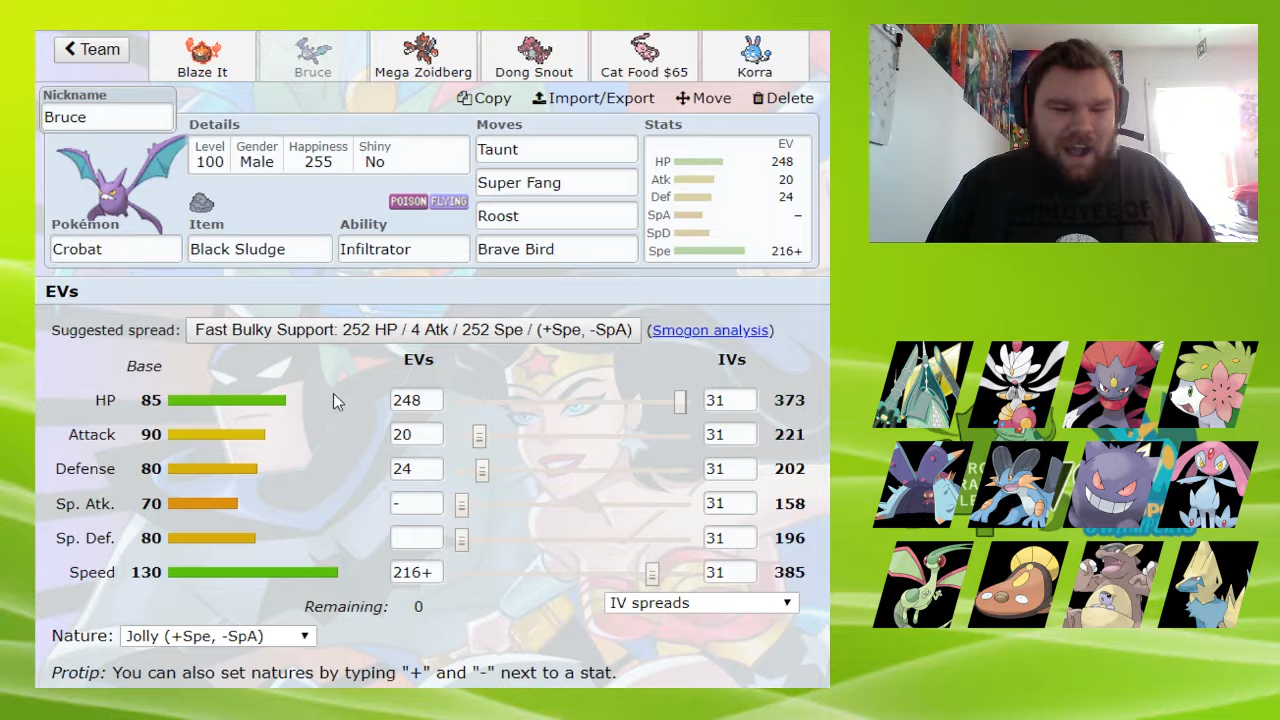 Team
Blaze It
Bruce
Mega Zoidberg
Dong Snout
Cat Food $65
Korra
Copy Import/Export Move Delete
Nickname
Bruce
Details
Level Gender Happiness Shiny
100 Male 255 No
POISON FLYING
Pokémon Item Ability
Crobat Black Sludge Infiltrator
Moves
Taunt
Super Fang
Roost
Brave Bird
Stats
EV
HP 248
Atk 20
Def 24
SpA –
SpD
Spe 216+
EVs
Suggested spread: Fast Bulky Support: 252 HP / 4 Atk / 252 Spe / (+Spe, -SpA) (Smogon analysis)
Base EVs IVs
HP 85 248 31 373
Attack 90 20 31 221
Defense 80 24 31 202
Sp. Atk. 70 - 31 158
Sp. Def. 80 31 196
Speed 130 216+ 31 385
Remaining: 0 IV spreads
Nature: Jolly (+Spe, -SpA)
Protip: You can also set natures by typing "+" and "-" next to a stat.